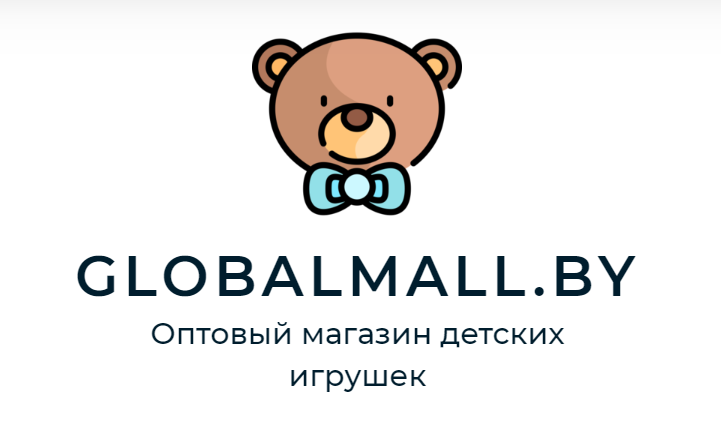 GLOBALMALL.BY
Оптовый магазин детских
игрушек